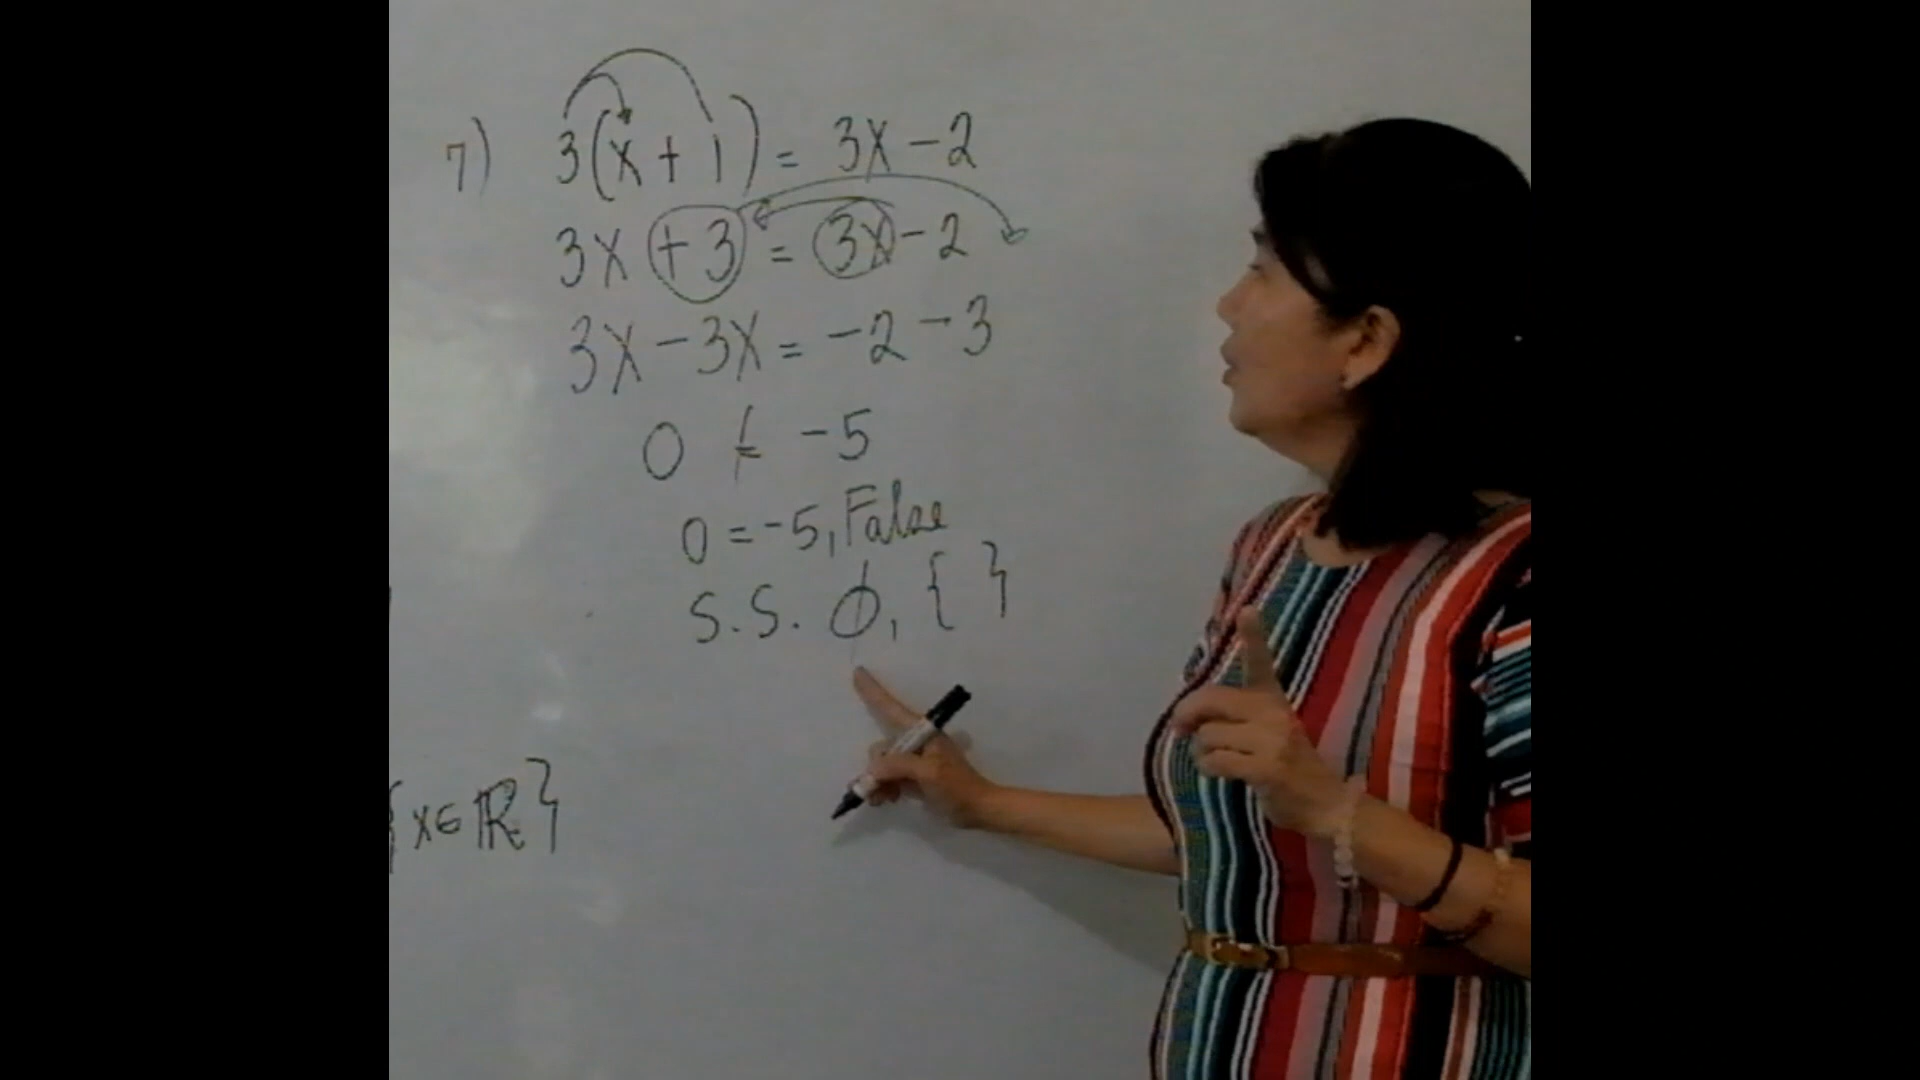 7) 3(x + 1) = 3x - 2
3x + 3 = 3x - 2
3x - 3x = -2 - 3
0 ≠ -5
0 = -5, False
S.S. ∅, { }
{x∈ℝ}